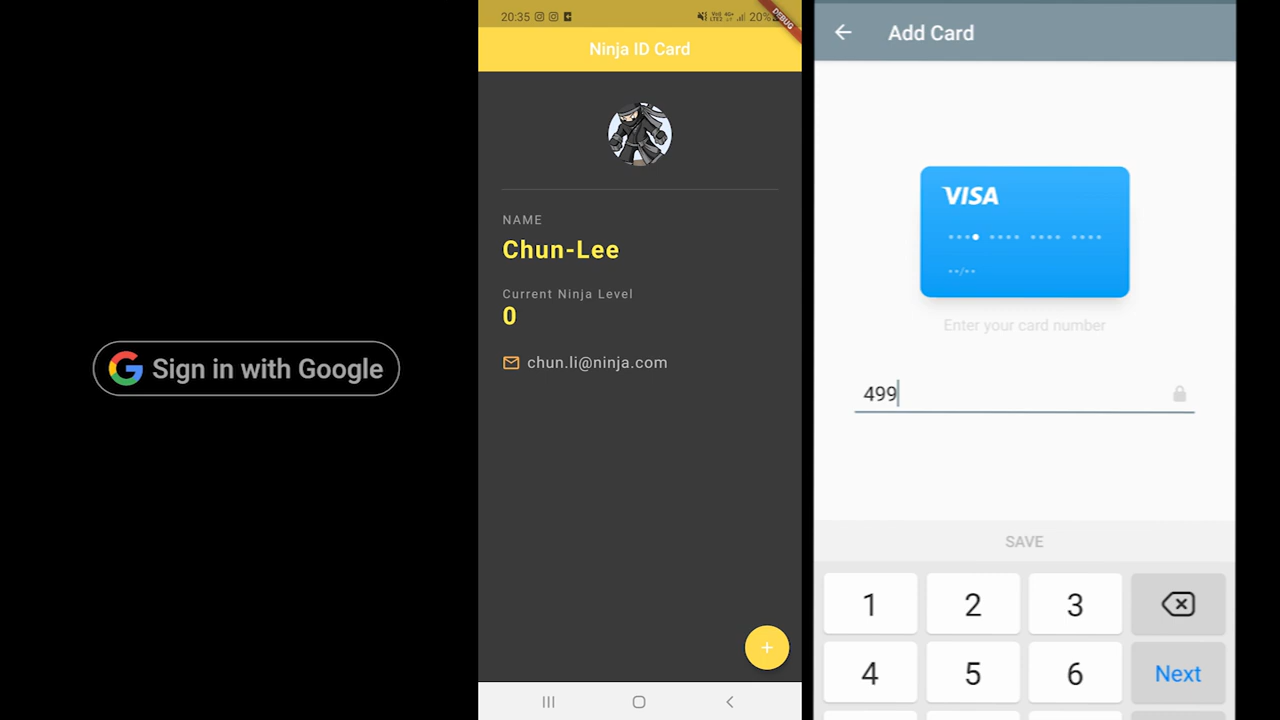 Sign in with Google
20:35
20%
DEBUG
Ninja ID Card
NAME
Chun-Lee
Current Ninja Level
0
chun.li@ninja.com
+
Add Card
VISA
Enter your card number
499
SAVE
1 2 3
4 5 6 Next